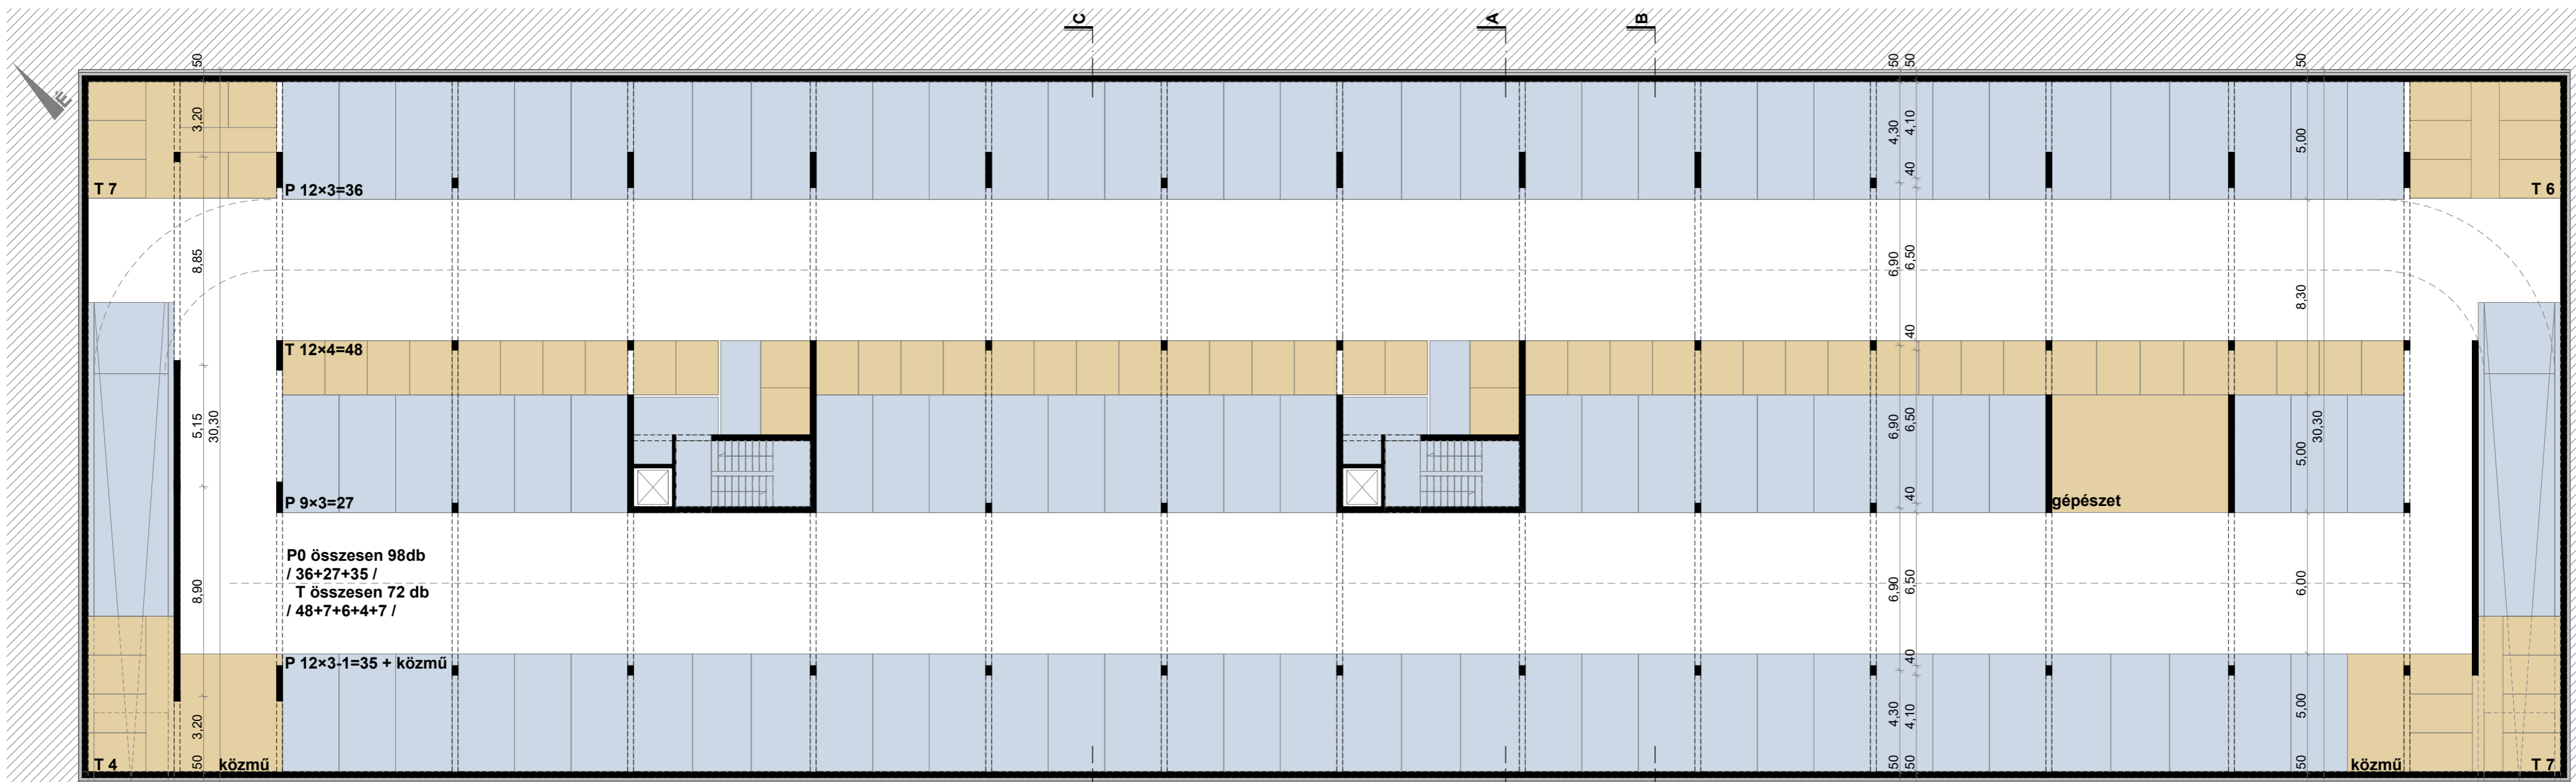 C
A
B
É
50
3,20
8,85
5,15
30,30
8,90
3,20
50
50
50
4,30
4,10
40
6,90
6,50
40
6,90
6,50
40
6,90
6,50
40
4,30
4,10
50
50
50
5,00
8,30
30,30
5,00
6,00
5,00
50
T 7
P 12×3=36
T 6
T 12×4=48
P 9×3=27
gépészet
P0 összesen 98db
/ 36+27+35 /
T összesen 72 db
/ 48+7+6+4+7 /
P 12×3-1=35 + közmű
T 4
közmű
közmű
T 7